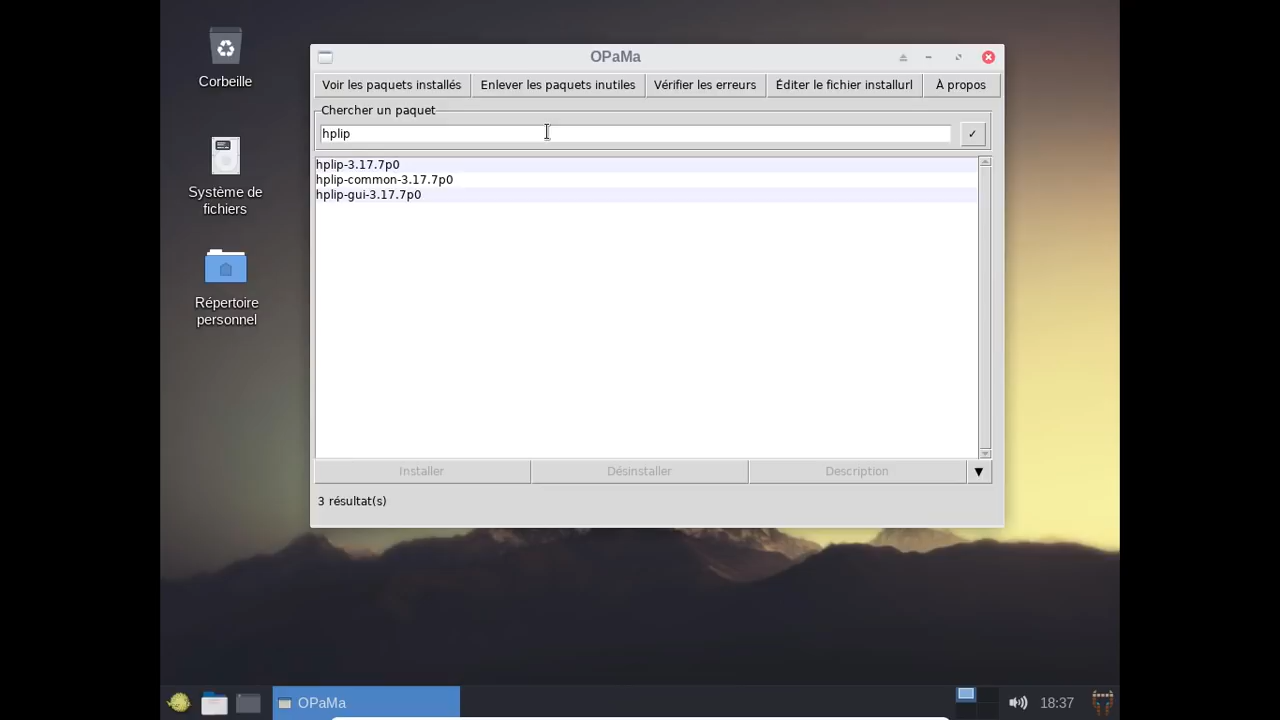 Corbeille
Système de
fichiers
Répertoire
personnel
OPaMa
Voir les paquets installés
Enlever les paquets inutiles
Vérifier les erreurs
Éditer le fichier installurl
À propos
Chercher un paquet
hplip
✓
hplip-3.17.7p0
hplip-common-3.17.7p0
hplip-gui-3.17.7p0
Installer
Désinstaller
Description
▼
3 résultat(s)
OPaMa
18:37